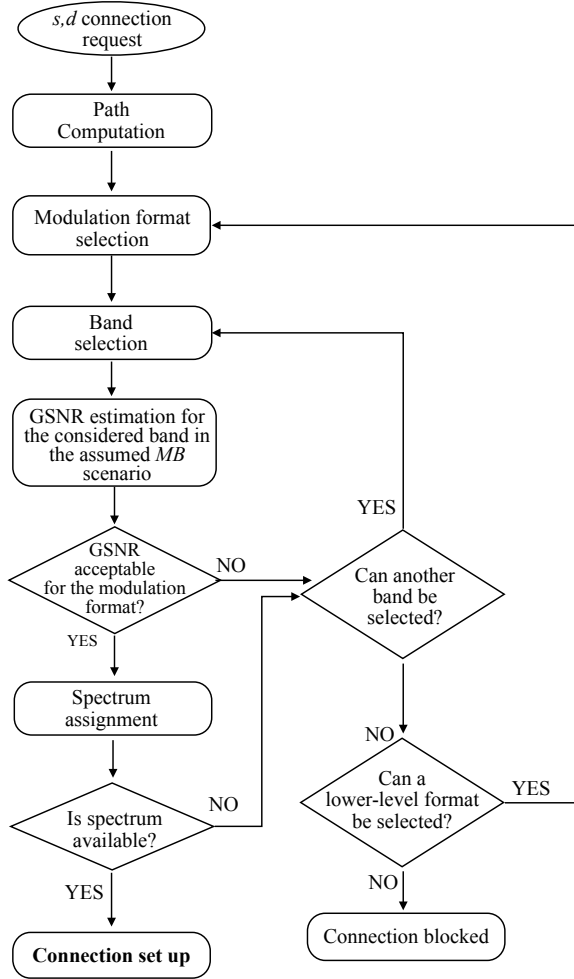 s,d connection
request
Path
Computation
Modulation format
selection
Band
selection
GSNR estimation for
the considered band in
the assumed MB
scenario
GSNR
acceptable
for the modulation
format?
NO
YES
Spectrum
assignment
Is spectrum
available?
NO
YES
Connection set up
YES
Can another
band be
selected?
NO
Can a
lower-level format
be selected?
YES
NO
Connection blocked